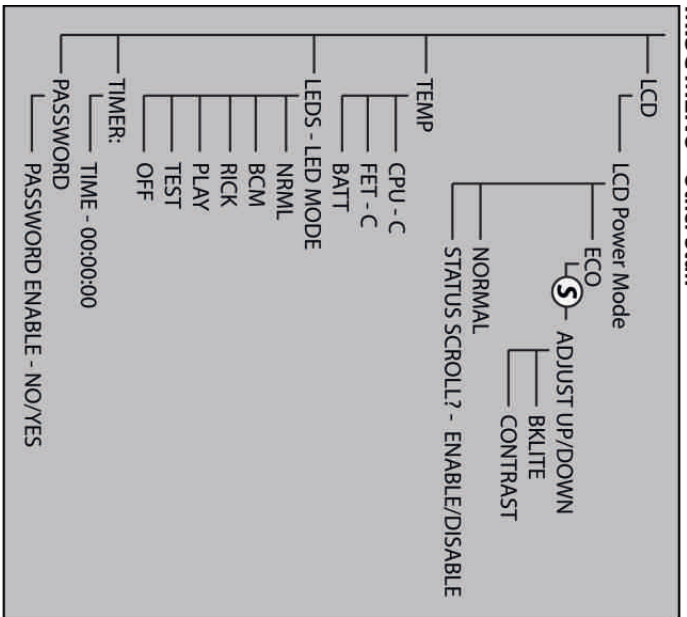 LCD
LCD Power Mode
ECO
S
ADJUST UP/DOWN
BKLITE
CONTRAST
NORMAL
STATUS SCROLL? - ENABLE/DISABLE
TEMP
CPU - C
FET - C
BATT
LEDS - LED MODE
NRML
BCM
RICK
PLAY
TEST
OFF
TIMER:
TIME - 00:00:00
PASSWORD
PASSWORD ENABLE - NO/YES